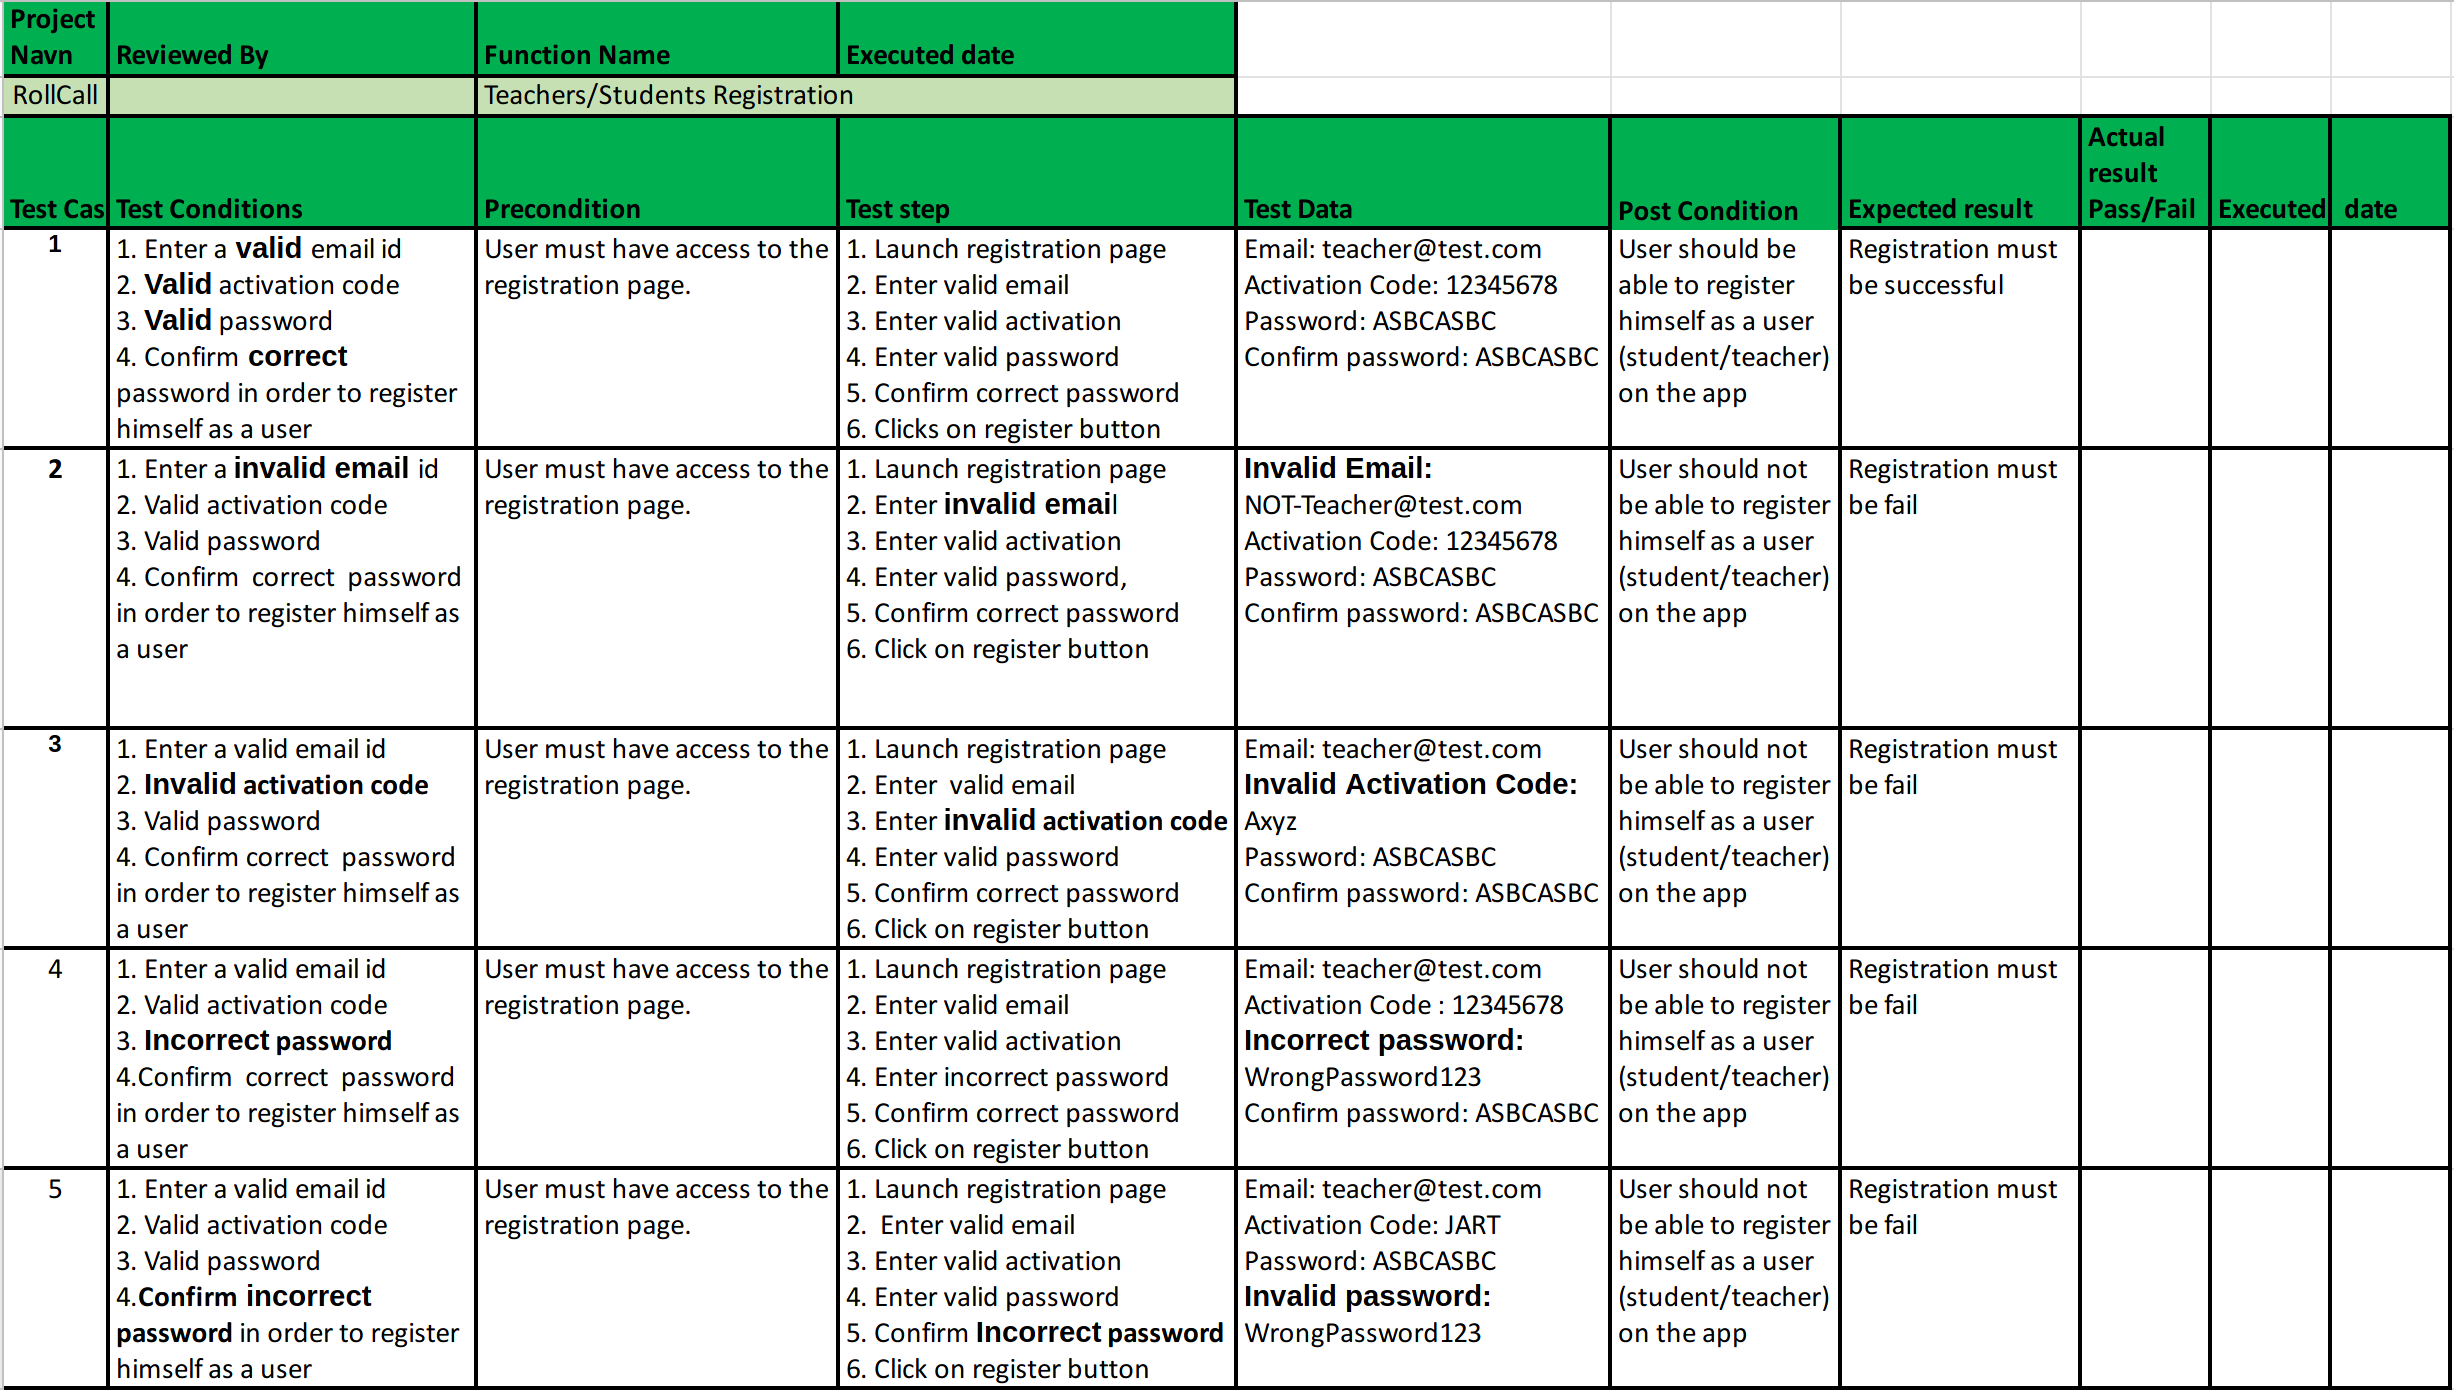 Project
Navn
Reviewed By
Function Name
Executed date
RollCall
Teachers/Students Registration
Test Cas
Test Conditions
Precondition
Test step
Test Data
Post Condition
Expected result
Actual
result
Pass/Fail
Executed
date
1
1. Enter a valid email id
2. Valid activation code
3. Valid password
4. Confirm correct
password in order to register
himself as a user
User must have access to the
registration page.
1. Launch registration page
2. Enter valid email
3. Enter valid activation
4. Enter valid password
5. Confirm correct password
6. Clicks on register button
Email: teacher@test.com
Activation Code: 12345678
Password: ASBCASBC
Confirm password: ASBCASBC
User should be
able to register
himself as a user
(student/teacher)
on the app
Registration must
be successful
2
1. Enter a invalid email id
2. Valid activation code
3. Valid password
4. Confirm correct password
in order to register himself as
a user
User must have access to the
registration page.
1. Launch registration page
2. Enter invalid email
3. Enter valid activation
4. Enter valid password,
5. Confirm correct password
6. Click on register button
Invalid Email:
NOT-Teacher@test.com
Activation Code: 12345678
Password: ASBCASBC
Confirm password: ASBCASBC
User should not
be able to register
himself as a user
(student/teacher)
on the app
Registration must
be fail
3
1. Enter a valid email id
2. Invalid activation code
3. Valid password
4. Confirm correct password
in order to register himself as
a user
User must have access to the
registration page.
1. Launch registration page
2. Enter valid email
3. Enter invalid activation code
4. Enter valid password
5. Confirm correct password
6. Click on register button
Email: teacher@test.com
Invalid Activation Code:
Axyz
Password: ASBCASBC
Confirm password: ASBCASBC
User should not
be able to register
himself as a user
(student/teacher)
on the app
Registration must
be fail
4
1. Enter a valid email id
2. Valid activation code
3. Incorrect password
4.Confirm correct password
in order to register himself as
a user
User must have access to the
registration page.
1. Launch registration page
2. Enter valid email
3. Enter valid activation
4. Enter incorrect password
5. Confirm correct password
6. Click on register button
Email: teacher@test.com
Activation Code : 12345678
Incorrect password:
WrongPassword123
Confirm password: ASBCASBC
User should not
be able to register
himself as a user
(student/teacher)
on the app
Registration must
be fail
5
1. Enter a valid email id
2. Valid activation code
3. Valid password
4.Confirm incorrect
password in order to register
himself as a user
User must have access to the
registration page.
1. Launch registration page
2. Enter valid email
3. Enter valid activation
4. Enter valid password
5. Confirm Incorrect password
6. Click on register button
Email: teacher@test.com
Activation Code: JART
Password: ASBCASBC
Invalid password:
WrongPassword123
User should not
be able to register
himself as a user
(student/teacher)
on the app
Registration must
be fail